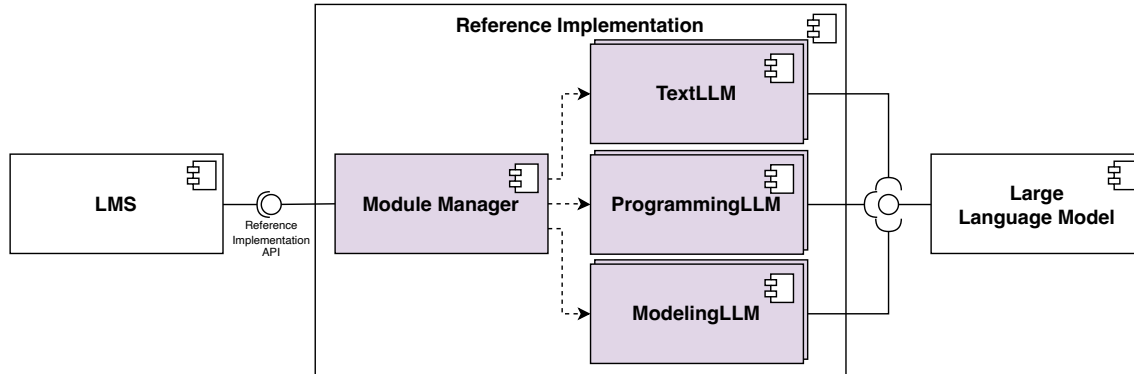 Reference Implementation
TextLLM
LMS
Reference
Implementation
API
Module Manager
ProgrammingLLM
Large
Language Model
ModelingLLM